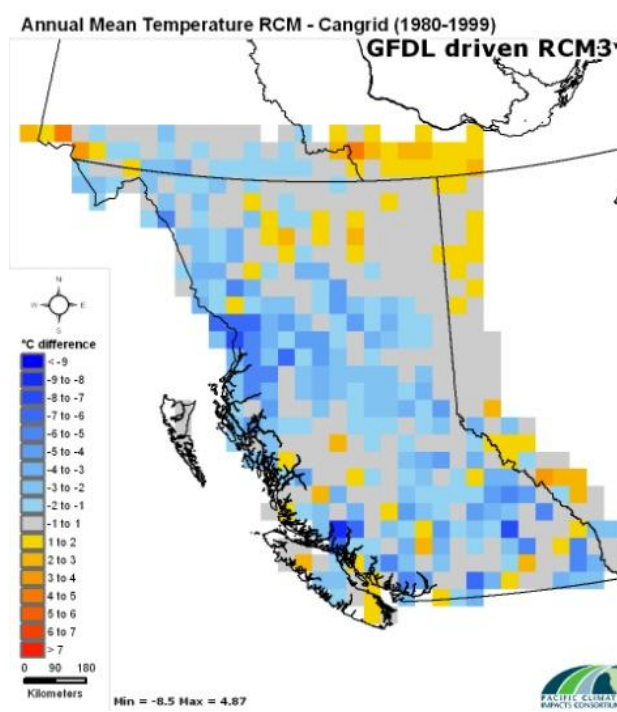 Annual Mean Temperature RCM - Cangrid (1980-1999)
GFDL driven RCM3
N
W E
S
°C difference
< -9
-9 to -8
-8 to -7
-7 to -6
-6 to -5
-5 to -4
-4 to -3
-3 to -2
-2 to -1
-1 to 1
1 to 2
2 to 3
3 to 4
4 to 5
5 to 6
6 to 7
> 7
0 90 180
Kilometers
Min = -8.5 Max = 4.87
PACIFIC CLIMAT
IMPACTS CONSORTIUM